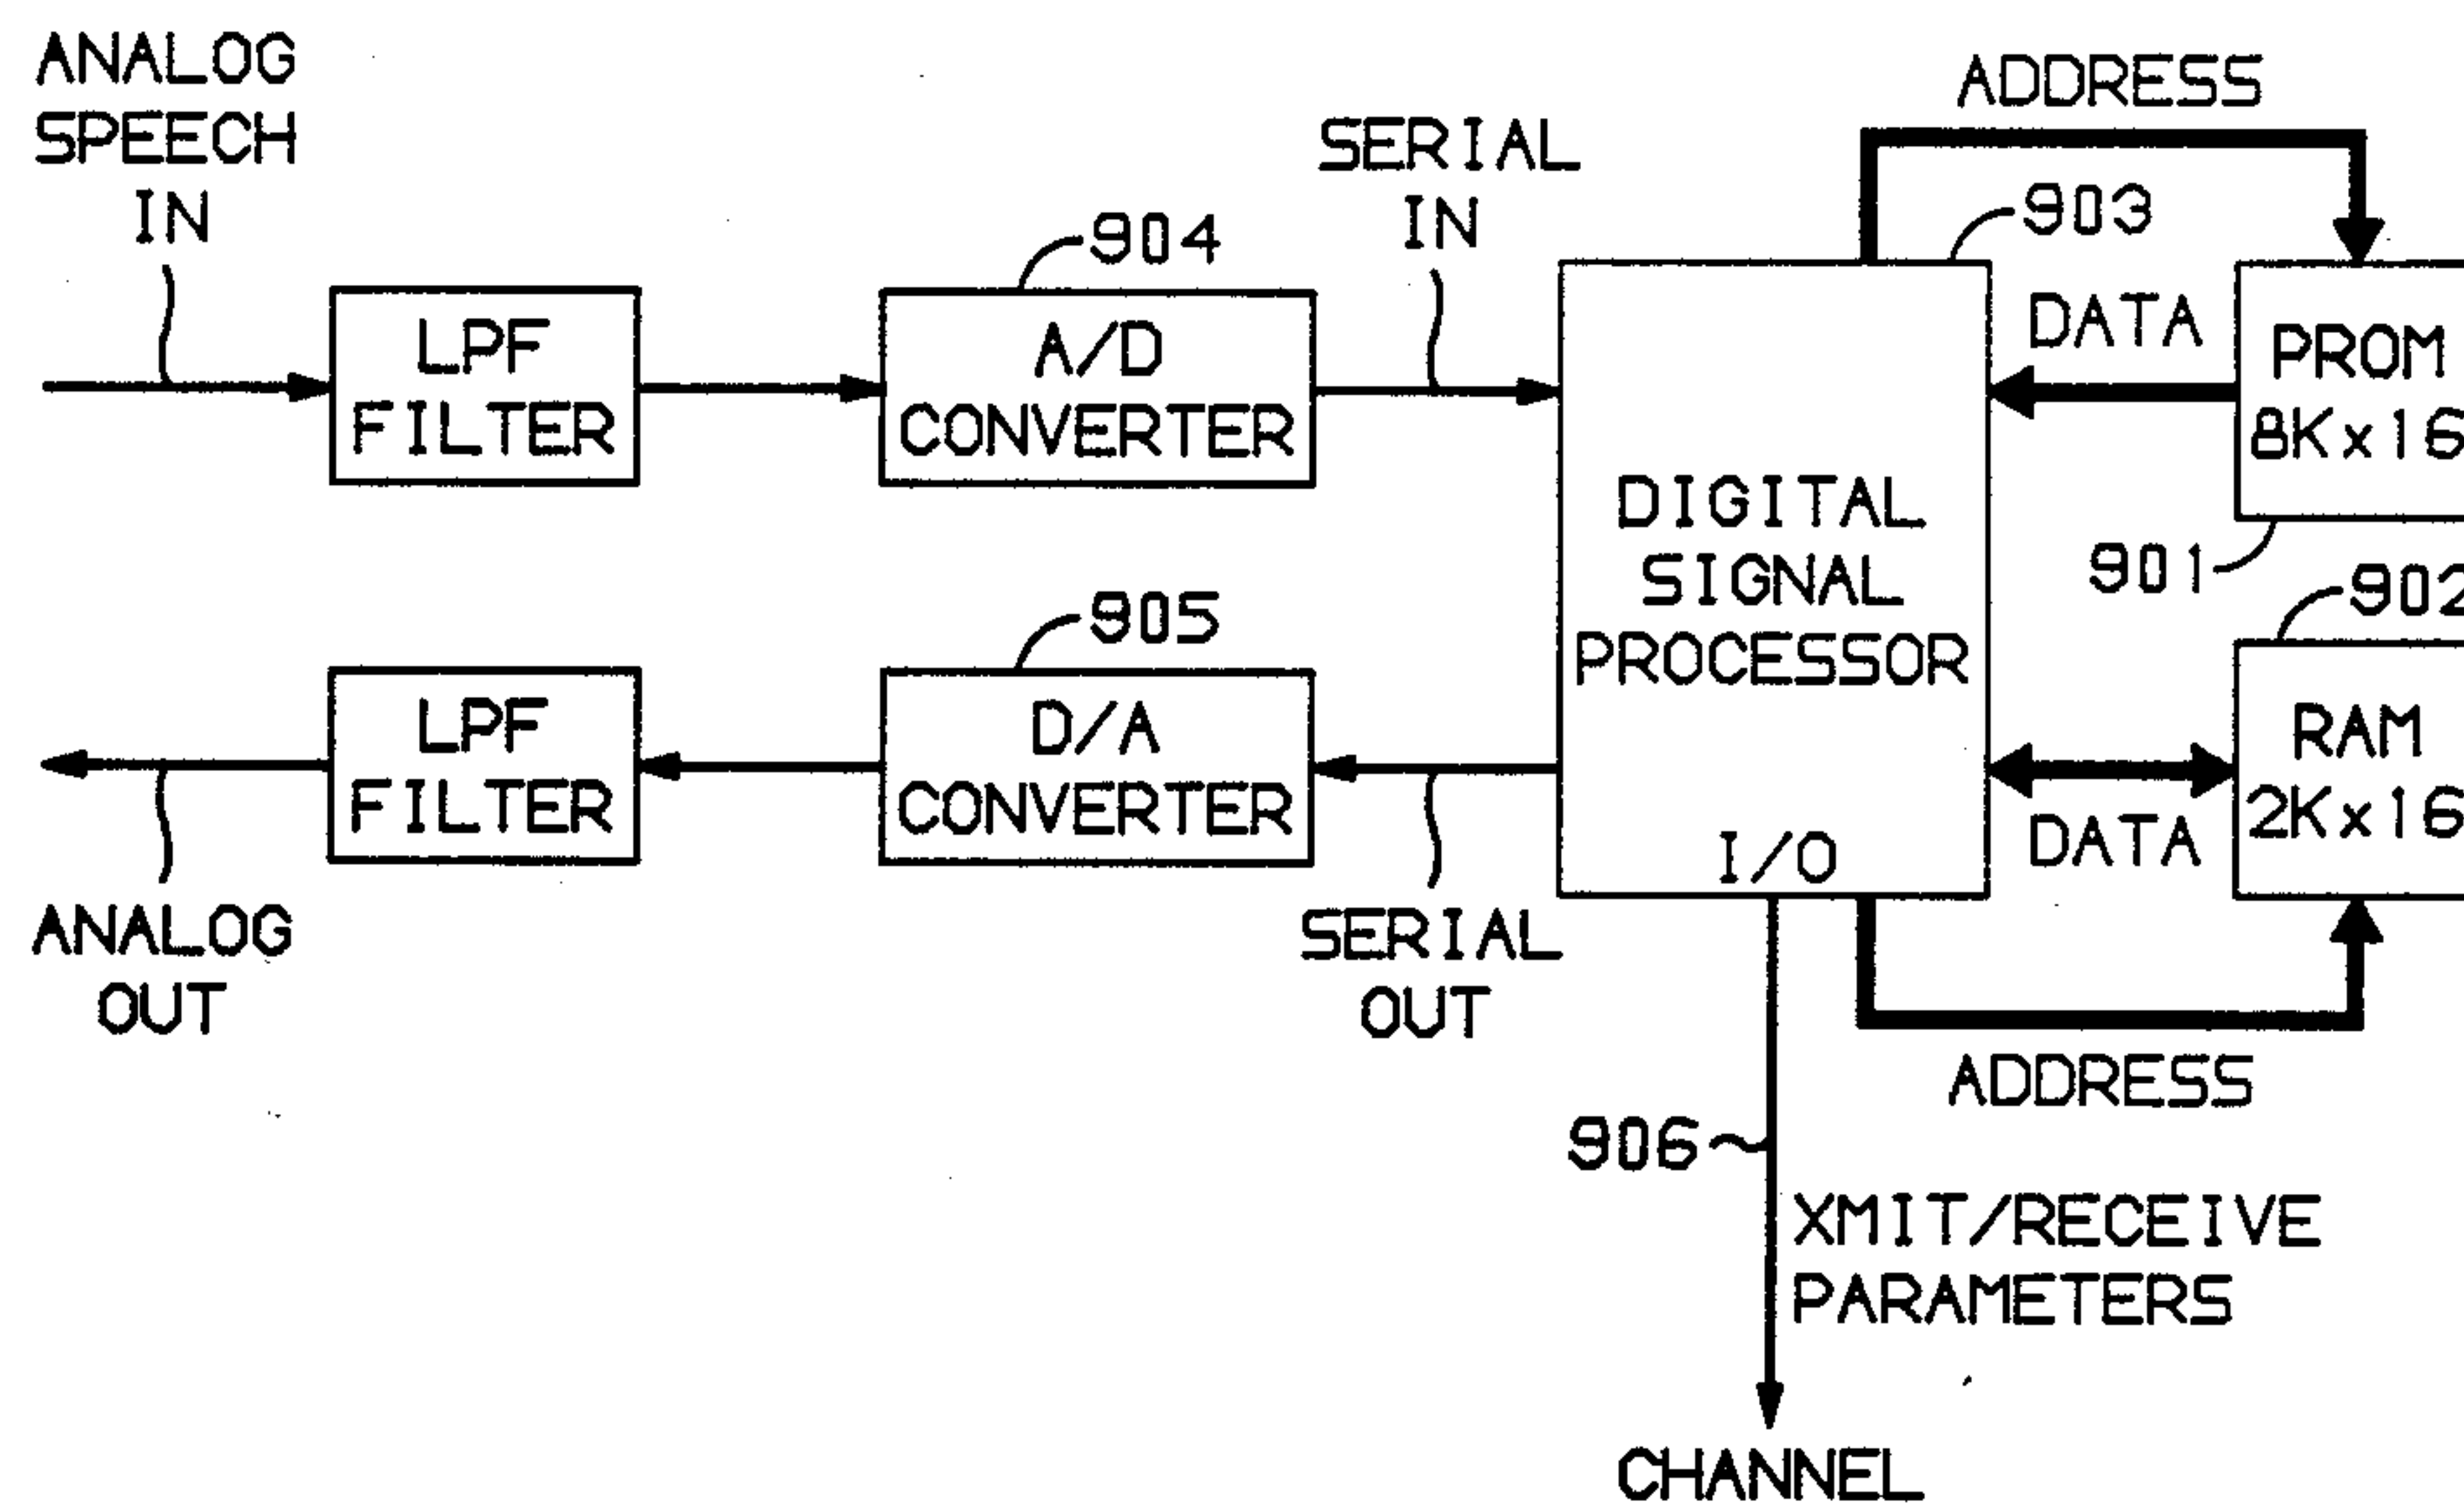 ANALOG
SPEECH
IN
LPF
FILTER
904
A/D
CONVERTER
SERIAL
IN
ADDRESS
903
DATA
PROM
8Kx16
901
DIGITAL
SIGNAL
PROCESSOR
I/O
902
RAM
2Kx16
DATA
ADDRESS
905
D/A
CONVERTER
SERIAL
OUT
LPF
FILTER
ANALOG
OUT
906
XMIT/RECEIVE
PARAMETERS
CHANNEL